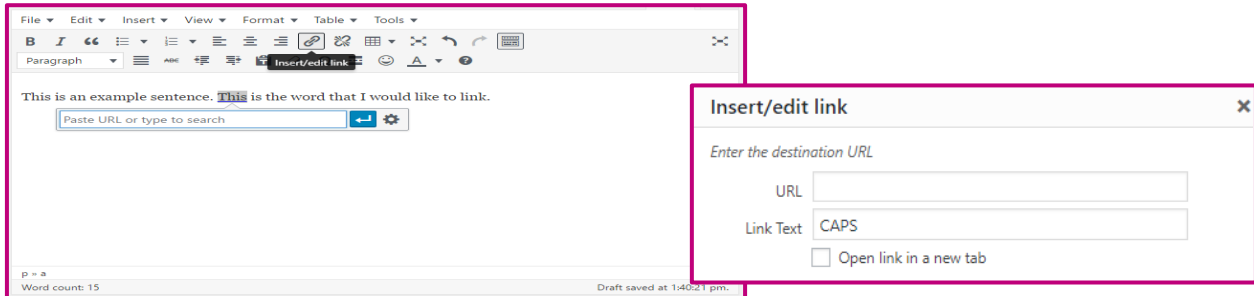 File Edit Insert View Format Table Tools
Paragraph ABC A
Insert/edit link
This is an example sentence. This is the word that I would like to link.
Paste URL or type to search
p » a
Word count: 15 Draft saved at 1:40:21 pm.
Insert/edit link
Enter the destination URL
URL
Link Text CAPS
Open link in a new tab